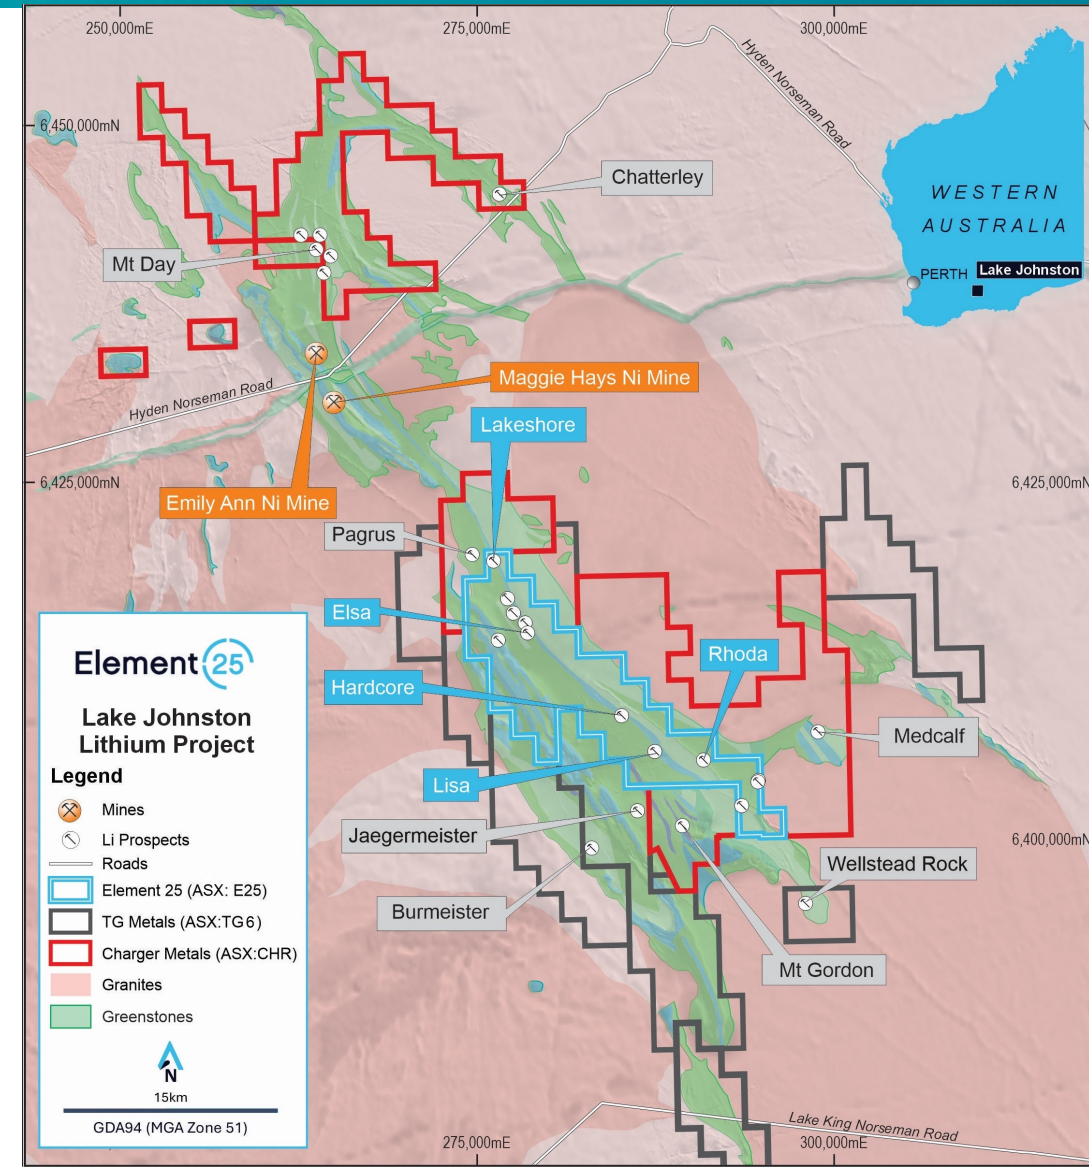 250,000mE
275,000mE
300,000mE
Hyden Norseman Road
6,450,000mN
Chatterley
WESTERN
AUSTRALIA
PERTH
Lake Johnston
Mt Day
Hyden Norseman Road
Maggie Hays Ni Mine
Lakeshore
Emily Ann Ni Mine
6,425,000mN
6,425,000mN
Pagrus
Elsa
Rhoda
Hardcore
Medcalf
Lisa
Jaegermeister
6,400,000mN
Wellstead Rock
Burmeister
Mt Gordon
Element 25
Lake Johnston
Lithium Project
Legend
Mines
Li Prospects
Roads
Element 25 (ASX: E25)
TG Metals (ASX:TG6)
Charger Metals (ASX:CHR)
Granites
Greenstones
N
15km
GDA94 (MGA Zone 51)
Lake King Norseman Road
275,000mE
300,000mE